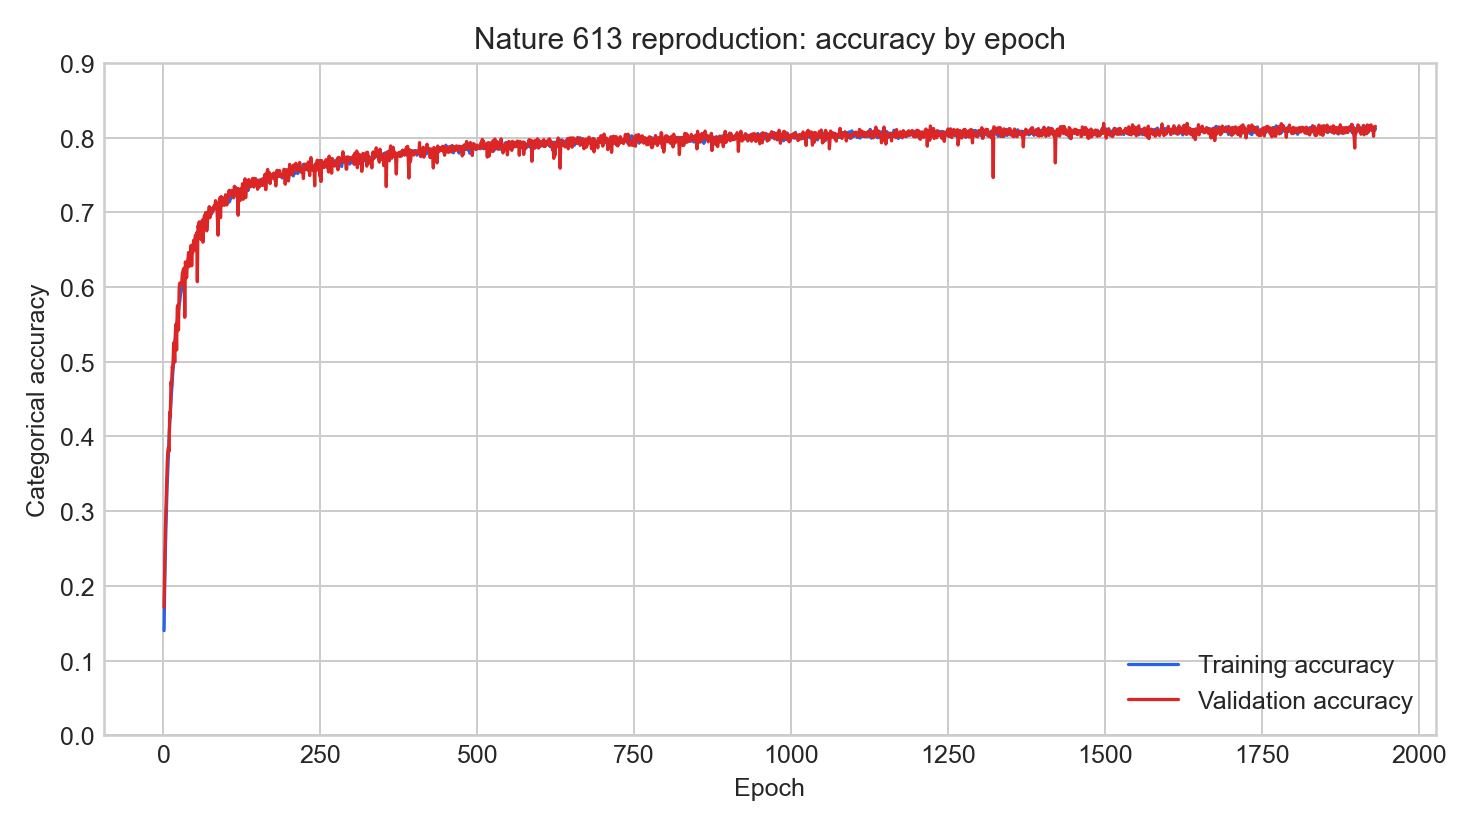 Nature 613 reproduction: accuracy by epoch
0.9
0.8
0.7
0.6
0.5
0.4
0.3
0.2
0.1
0.0
Categorical accuracy
Training accuracy
Validation accuracy
0 250 500 750 1000 1250 1500 1750 2000
Epoch